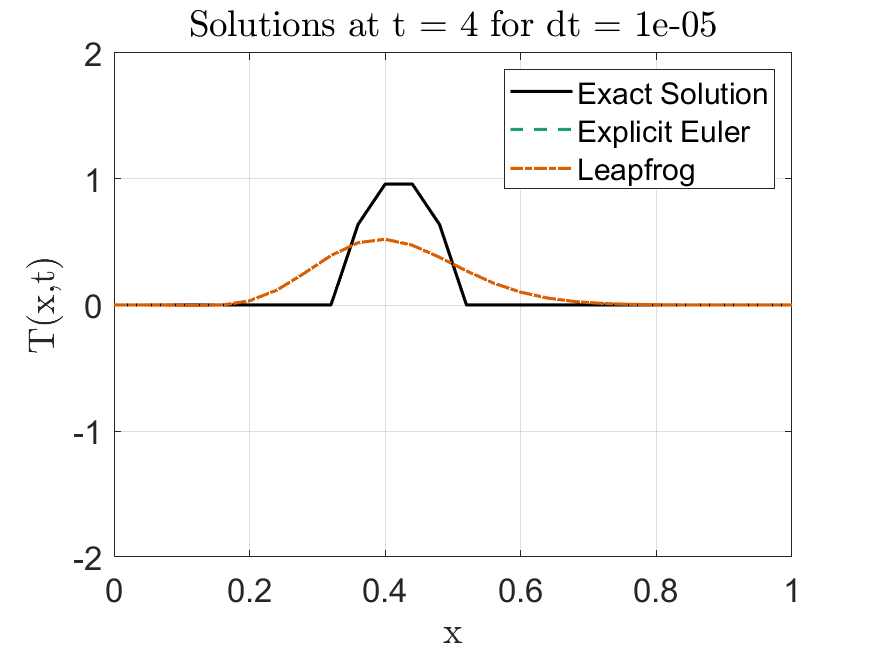 Solutions at t = 4 for dt = 1e-05
Exact Solution
Explicit Euler
Leapfrog
T(x,t)
2
1
0
-1
-2
0
0.2
0.4
0.6
0.8
1
x